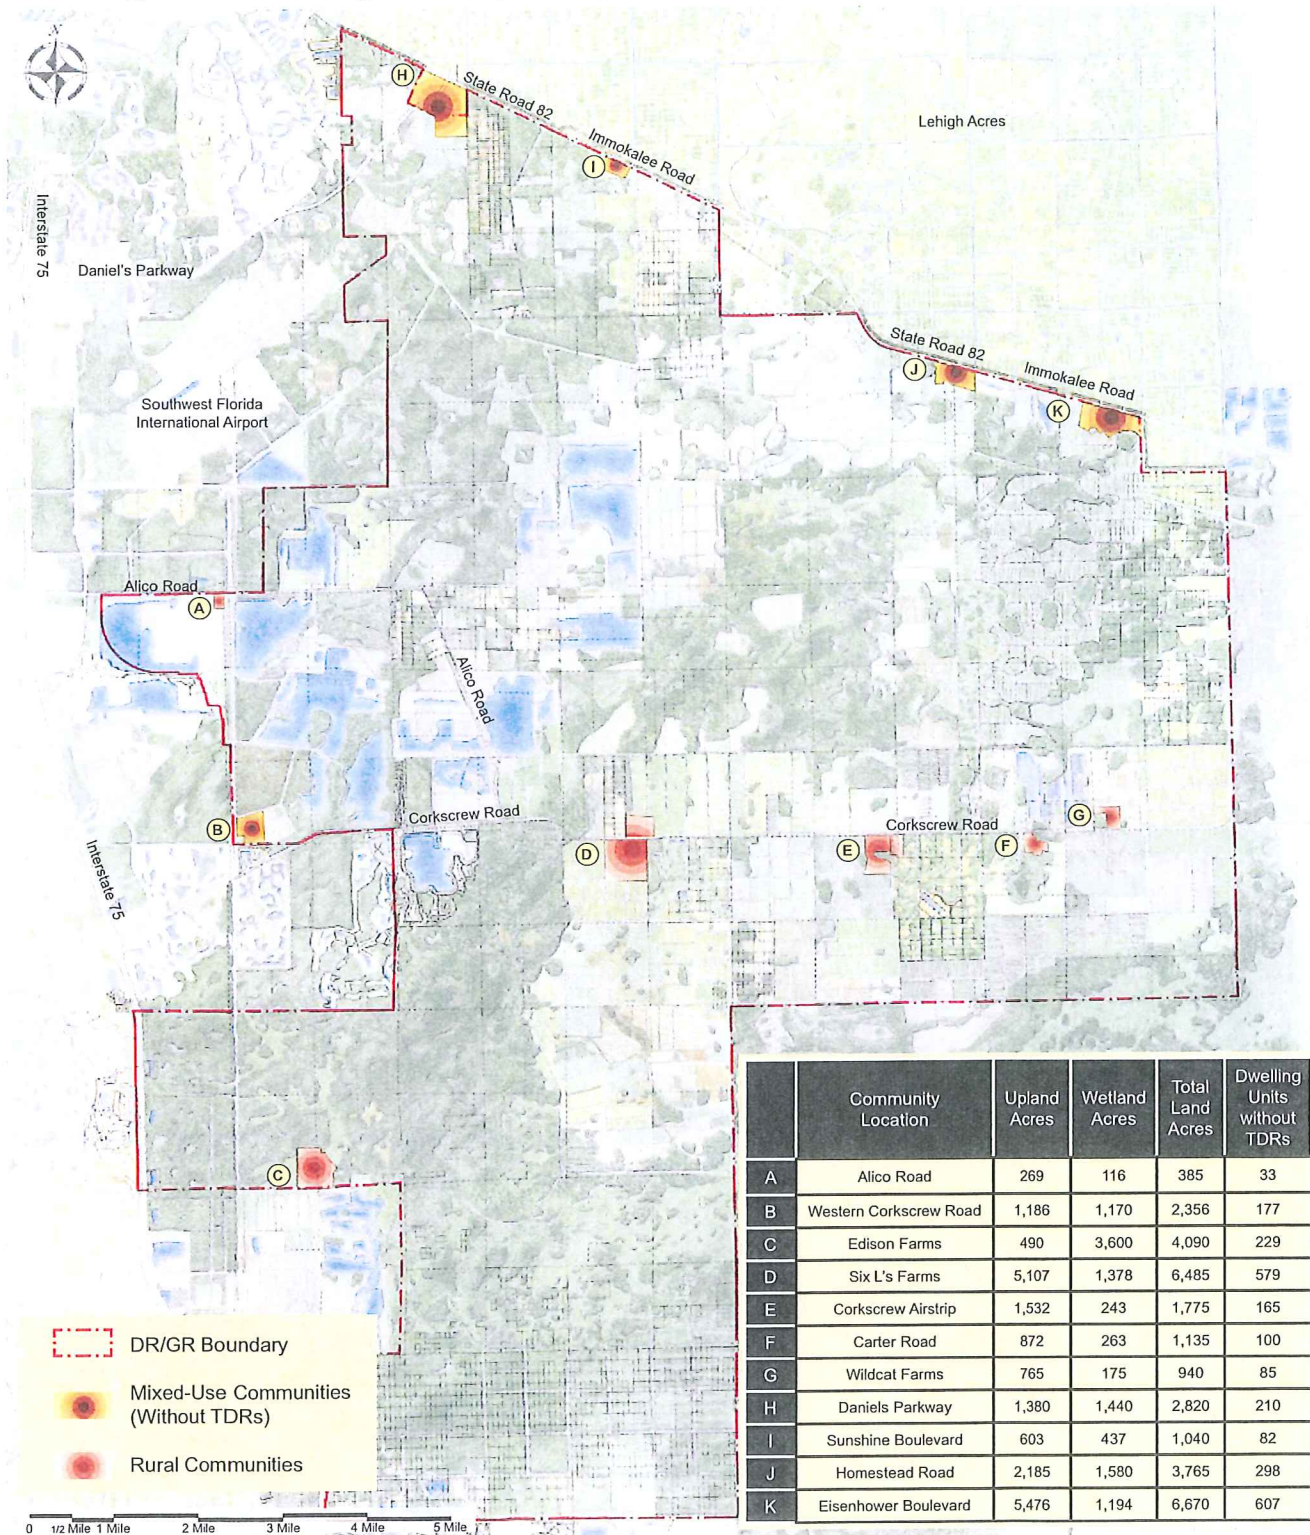 N
H
State Road 82
Lehigh Acres
I
Immokalee Road
Interstate 75
Daniel's Parkway
State Road 82
J
Immokalee Road
K
Southwest Florida
International Airport
Alico Road
A
Alico Road
B
Corkscrew Road
G
Corkscrew Road
D
E
F
Interstate 75
C
Community Location Upland Acres Wetland Acres Total Land Acres Dwelling Units without TDRs
A Alico Road 269 116 385 33
B Western Corkscrew Road 1,186 1,170 2,356 177
C Edison Farms 490 3,600 4,090 229
D Six L's Farms 5,107 1,378 6,485 579
E Corkscrew Airstrip 1,532 243 1,775 165
F Carter Road 872 263 1,135 100
G Wildcat Farms 765 175 940 85
H Daniels Parkway 1,380 1,440 2,820 210
I Sunshine Boulevard 603 437 1,040 82
J Homestead Road 2,185 1,580 3,765 298
K Eisenhower Boulevard 5,476 1,194 6,670 607
DR/GR Boundary
Mixed-Use Communities
(Without TDRs)
Rural Communities
0 1/2 Mile 1 Mile 2 Mile 3 Mile 4 Mile 5 Mile